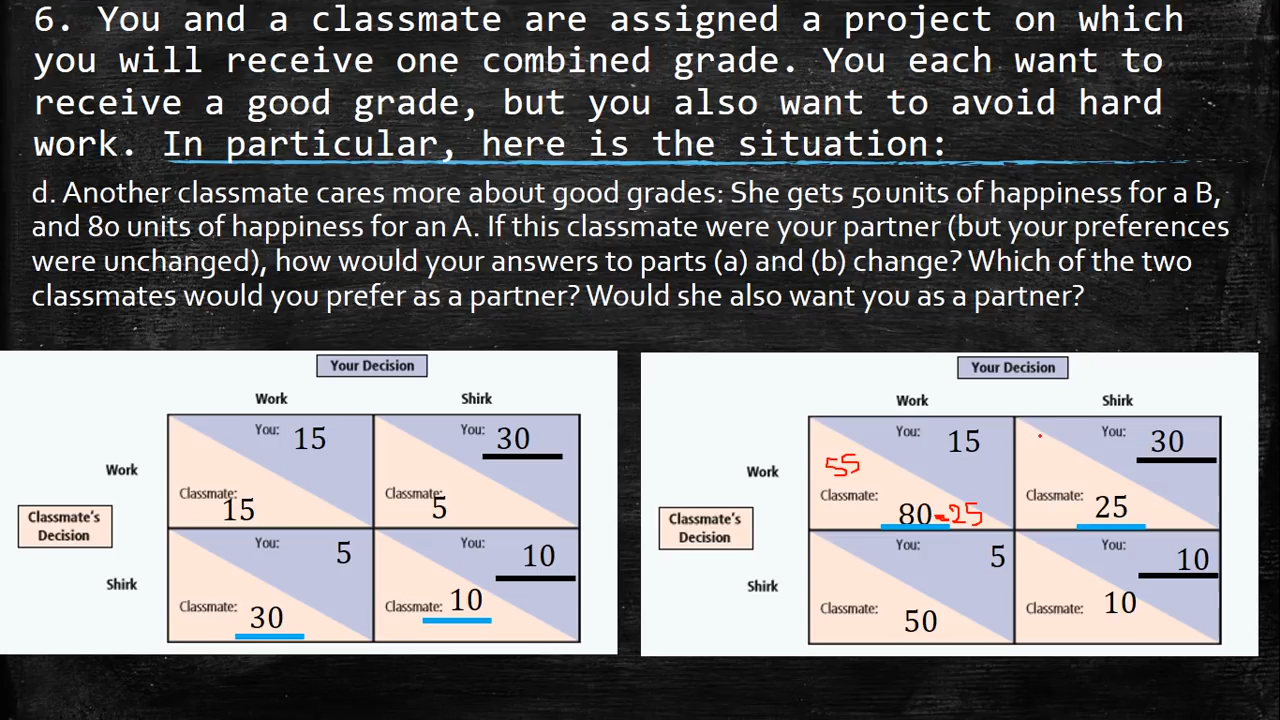 6. You and a classmate are assigned a project on which
you will receive one combined grade. You each want to
receive a good grade, but you also want to avoid hard
work. In particular, here is the situation:
d. Another classmate cares more about good grades: She gets 50 units of happiness for a B,
and 80 units of happiness for an A. If this classmate were your partner (but your preferences
were unchanged), how would your answers to parts (a) and (b) change? Which of the two
classmates would you prefer as a partner? Would she also want you as a partner?
Your Decision
Work Shirk
You: 15 You: 30
Work
Classmate: 15 Classmate: 5
Classmate's
Decision
You: 5 You: 10
Shirk
Classmate: 30 Classmate: 10
Your Decision
Work Shirk
You: 15 You: 30
Work
55
Classmate: 80-25 Classmate: 25
Classmate's
Decision
You: 5 You: 10
Shirk
Classmate: 50 Classmate: 10